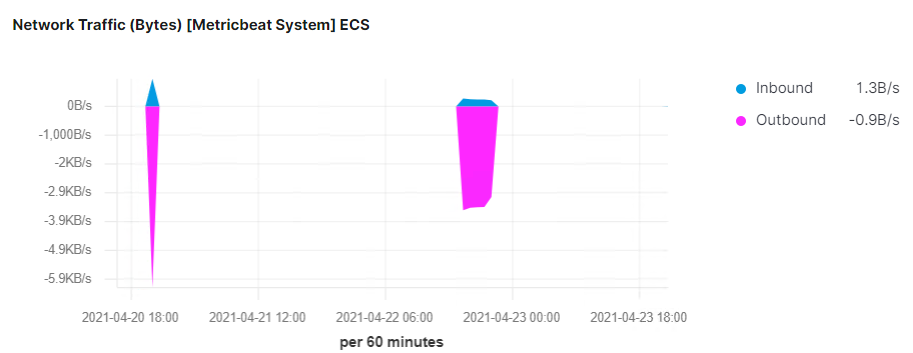 Network Traffic (Bytes) [Metricbeat System] ECS
0B/s
-1,000B/s
-2KB/s
-2.9KB/s
-3.9KB/s
-4.9KB/s
-5.9KB/s
Inbound 1.3B/s
Outbound -0.9B/s
2021-04-20 18:00 2021-04-21 12:00 2021-04-22 06:00 2021-04-23 00:00 2021-04-23 18:00
per 60 minutes